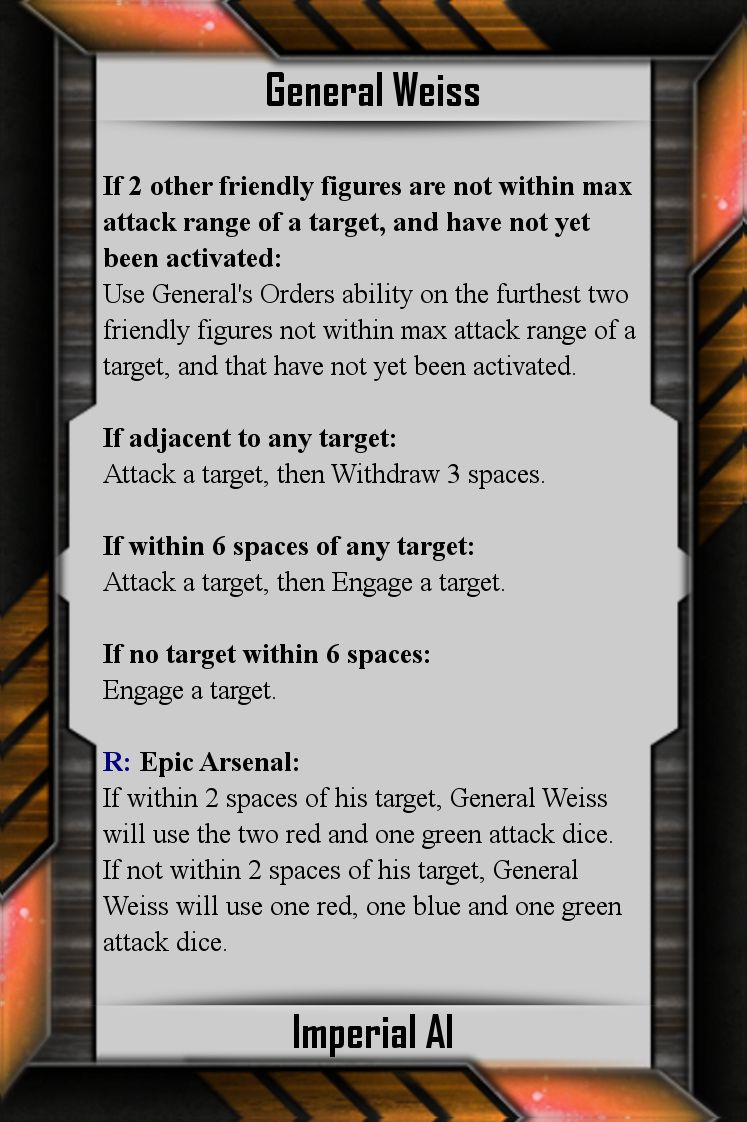 General Weiss
If 2 other friendly figures are not within max
attack range of a target, and have not yet
been activated:
Use General's Orders ability on the furthest two
friendly figures not within max attack range of a
target, and that have not yet been activated.
If adjacent to any target:
Attack a target, then Withdraw 3 spaces.
If within 6 spaces of any target:
Attack a target, then Engage a target.
If no target within 6 spaces:
Engage a target.
R: Epic Arsenal:
If within 2 spaces of his target, General Weiss
will use the two red and one green attack dice.
If not within 2 spaces of his target, General
Weiss will use one red, one blue and one green
attack dice.
Imperial AI